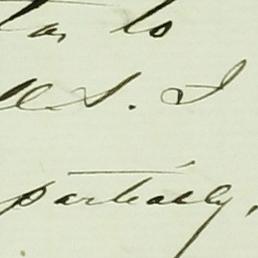 to
S. I
partially,